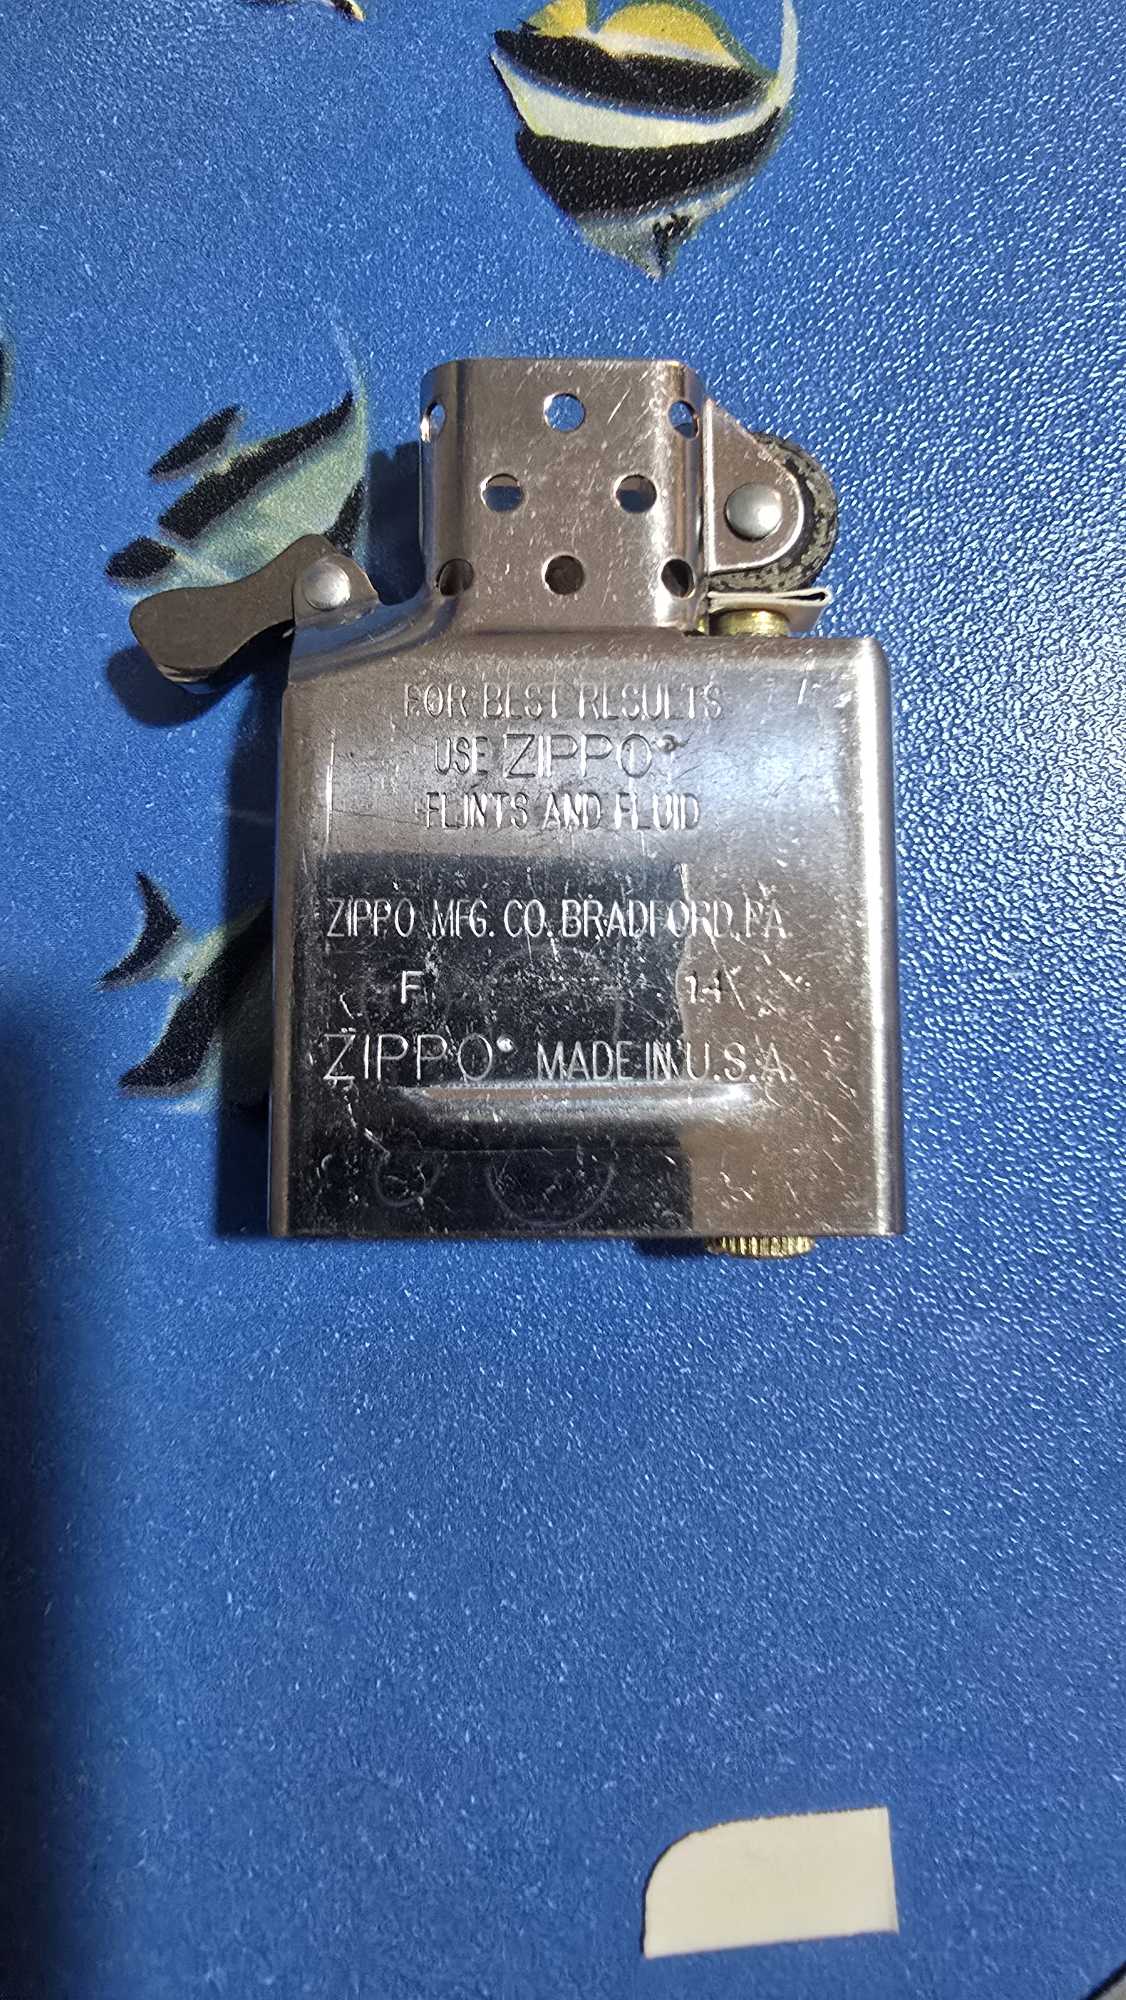 FOR BEST RESULTS
USE ZIPPO®
FLINTS AND FLUID
ZIPPO MFG. CO. BRADFORD, PA.
F 14
ZIPPO® MADE IN U.S.A.